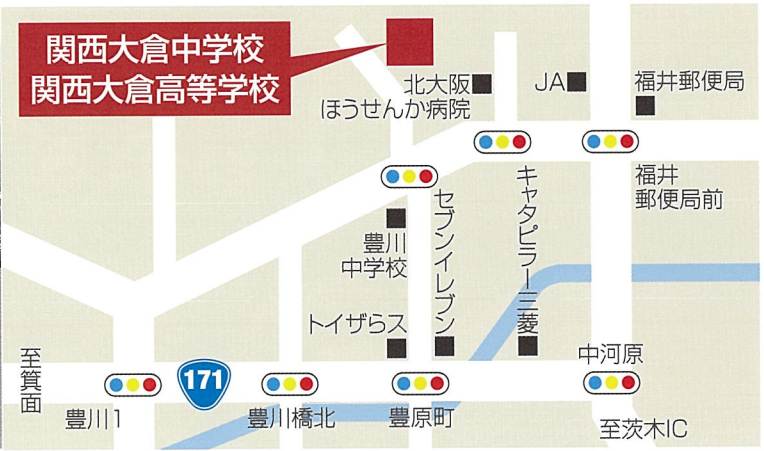 関西大倉中学校
関西大倉高等学校
北大阪
ほうせんか病院
JA
福井郵便局
福井
郵便局前
豊川
中学校
セブンイレブン
キャタピラー三菱
トイザらス
中河原
至箕面
171
豊川1
豊川橋北
豊原町
至茨木IC